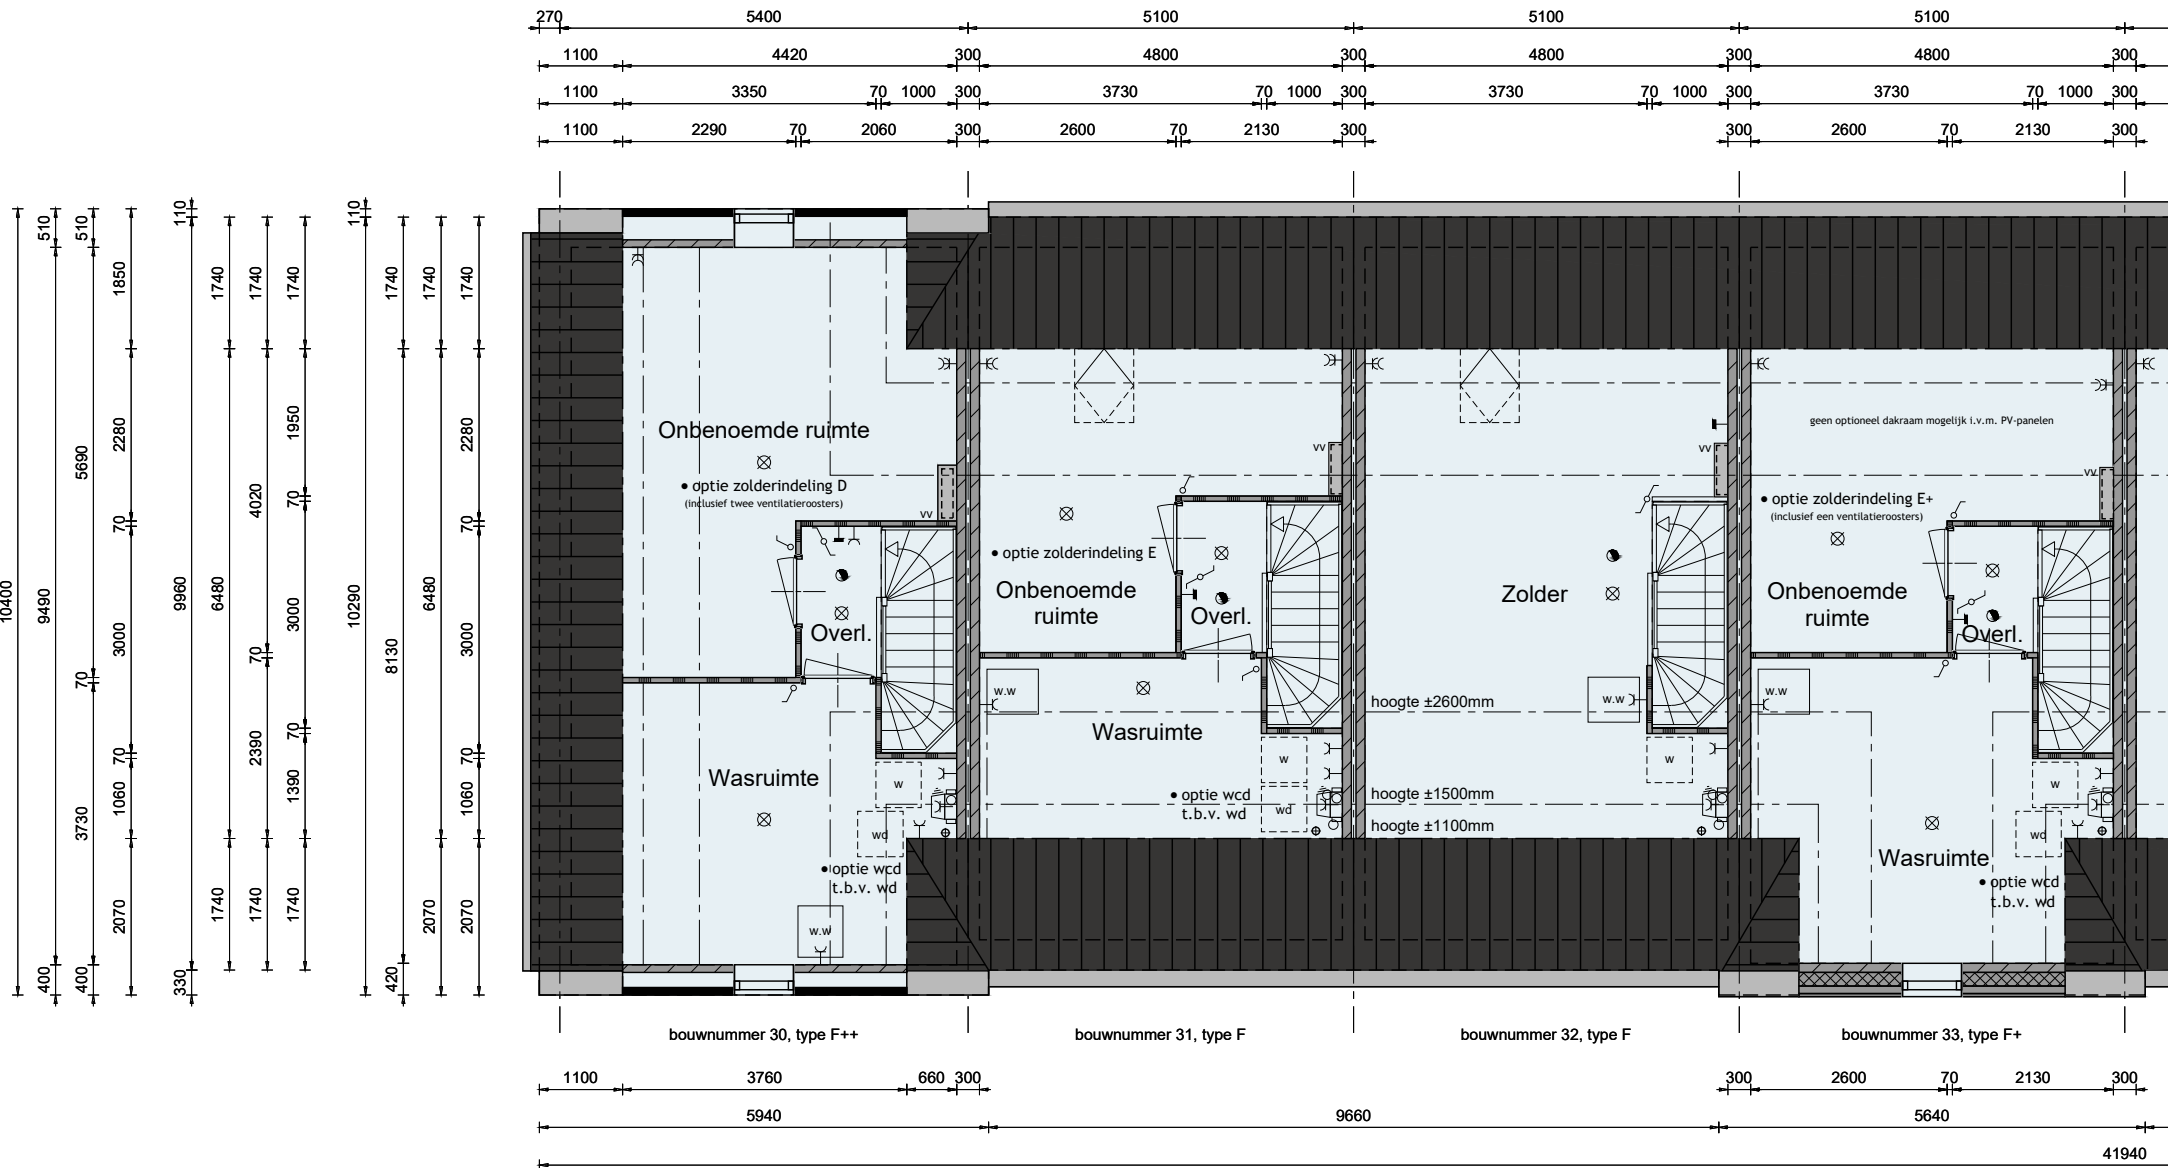 270 5400 5100 5100 5100
1100 4420 300 4800 300 4800 300 4800 300
1100 3350 70 1000 300 3730 70 1000 300 3730 70 1000 300 3730 70 1000 300
1100 2290 70 2060 300 2600 70 2130 300 300 2600 70 2130 300
10400
510 9490 400
510 5690 70 3730 400
1850 2280 70 3000 70 1060 2070
110 9960 330
1740 6480 1740
1740 4020 70 2390 1740
1740 1950 70 3000 70 1390 1740
110 10290
1740 8130 420
1740 6480 2070
1740 2280 70 3000 70 1060 2070
Onbenoemde ruimte
• optie zolderindeling D
(inclusief twee ventilatieroosters)
vv
Overl.
Wasruimte
w
wd
• optie wcd
t.b.v. wd
w.w
vv
• optie zolderindeling E
Onbenoemde
ruimte
Overl.
w.w
Wasruimte
w
• optie wcd
t.b.v. wd
wd
vv
Zolder
w.w
hoogte ±2600mm
w
hoogte ±1500mm
hoogte ±1100mm
geen optioneel dakraam mogelijk i.v.m. PV-panelen
vv
• optie zolderindeling E+
(inclusief een ventilatieroosters)
Onbenoemde
ruimte
Overl.
w.w
w
wd
Wasruimte
• optie wcd
t.b.v. wd
bouwnummer 30, type F++ bouwnummer 31, type F bouwnummer 32, type F bouwnummer 33, type F+
1100 3760 660 300 300 2600 70 2130 300
5940 9660 5640
41940